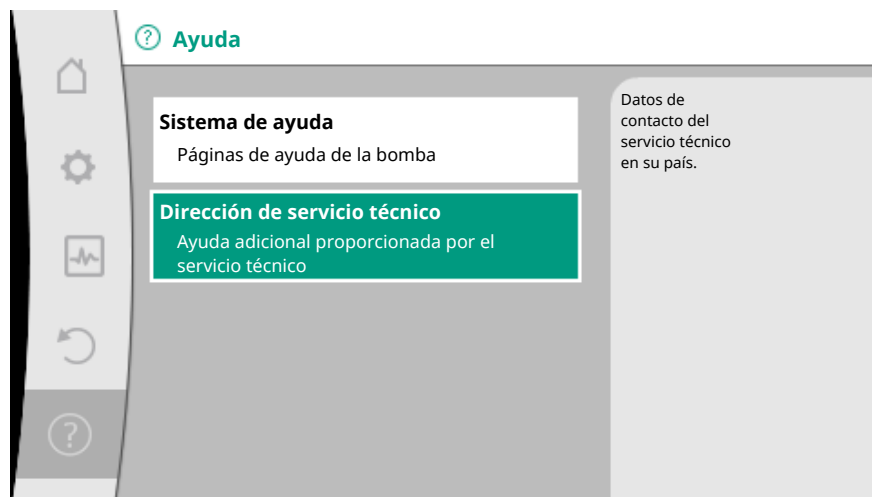 Ayuda
Sistema de ayuda
Páginas de ayuda de la bomba
Dirección de servicio técnico
Ayuda adicional proporcionada por el
servicio técnico
Datos de
contacto del
servicio técnico
en su país.